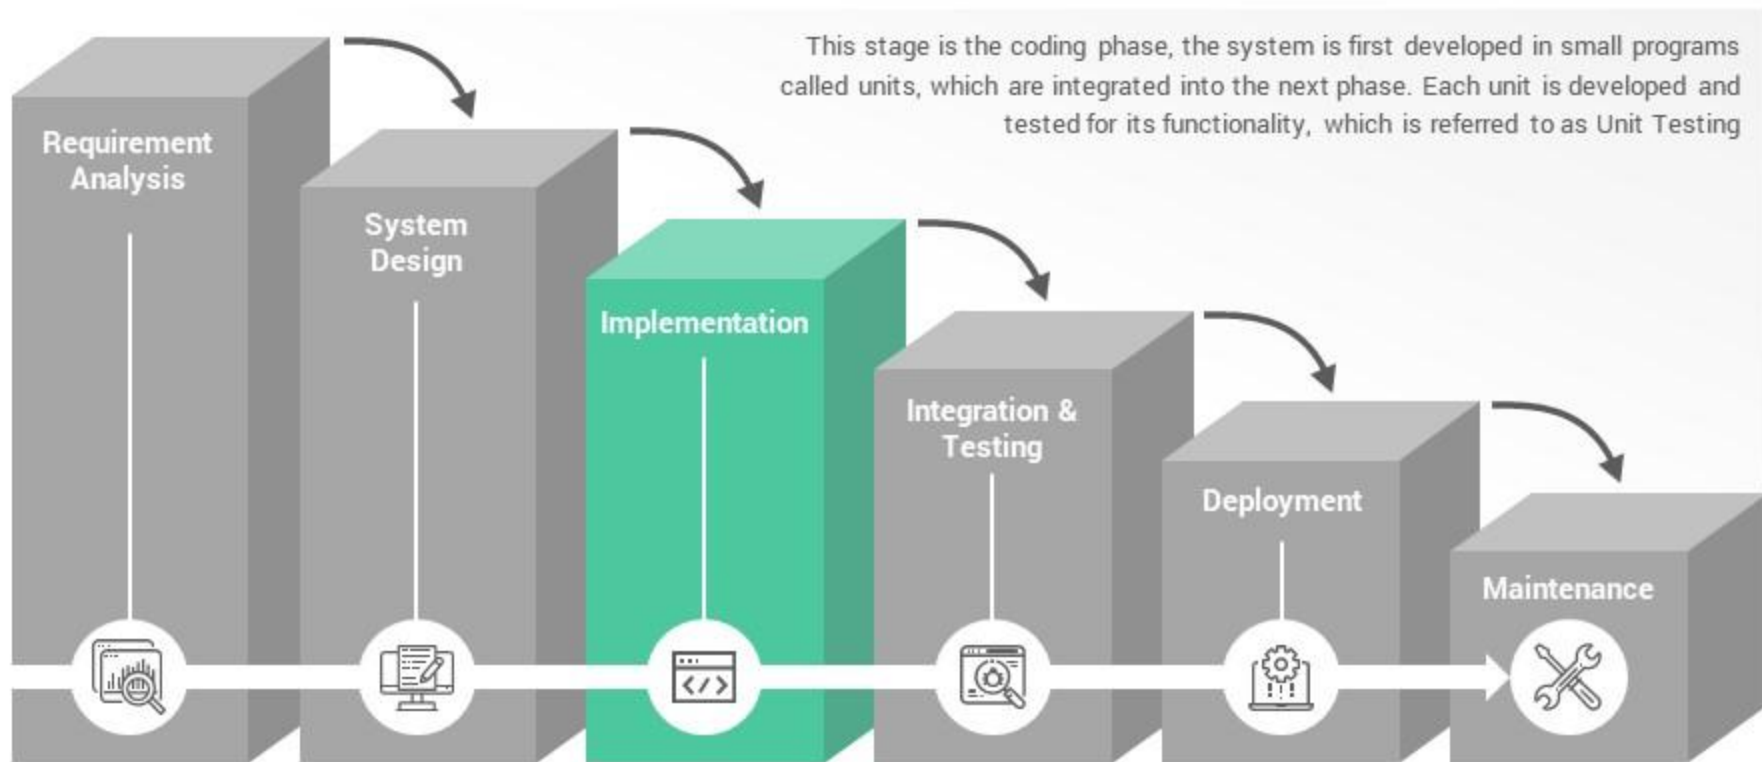 This stage is the coding phase, the system is first developed in small programs
called units, which are integrated into the next phase. Each unit is developed and
tested for its functionality, which is referred to as Unit Testing
Requirement
Analysis
System
Design
Implementation
Integration &
Testing
Deployment
Maintenance